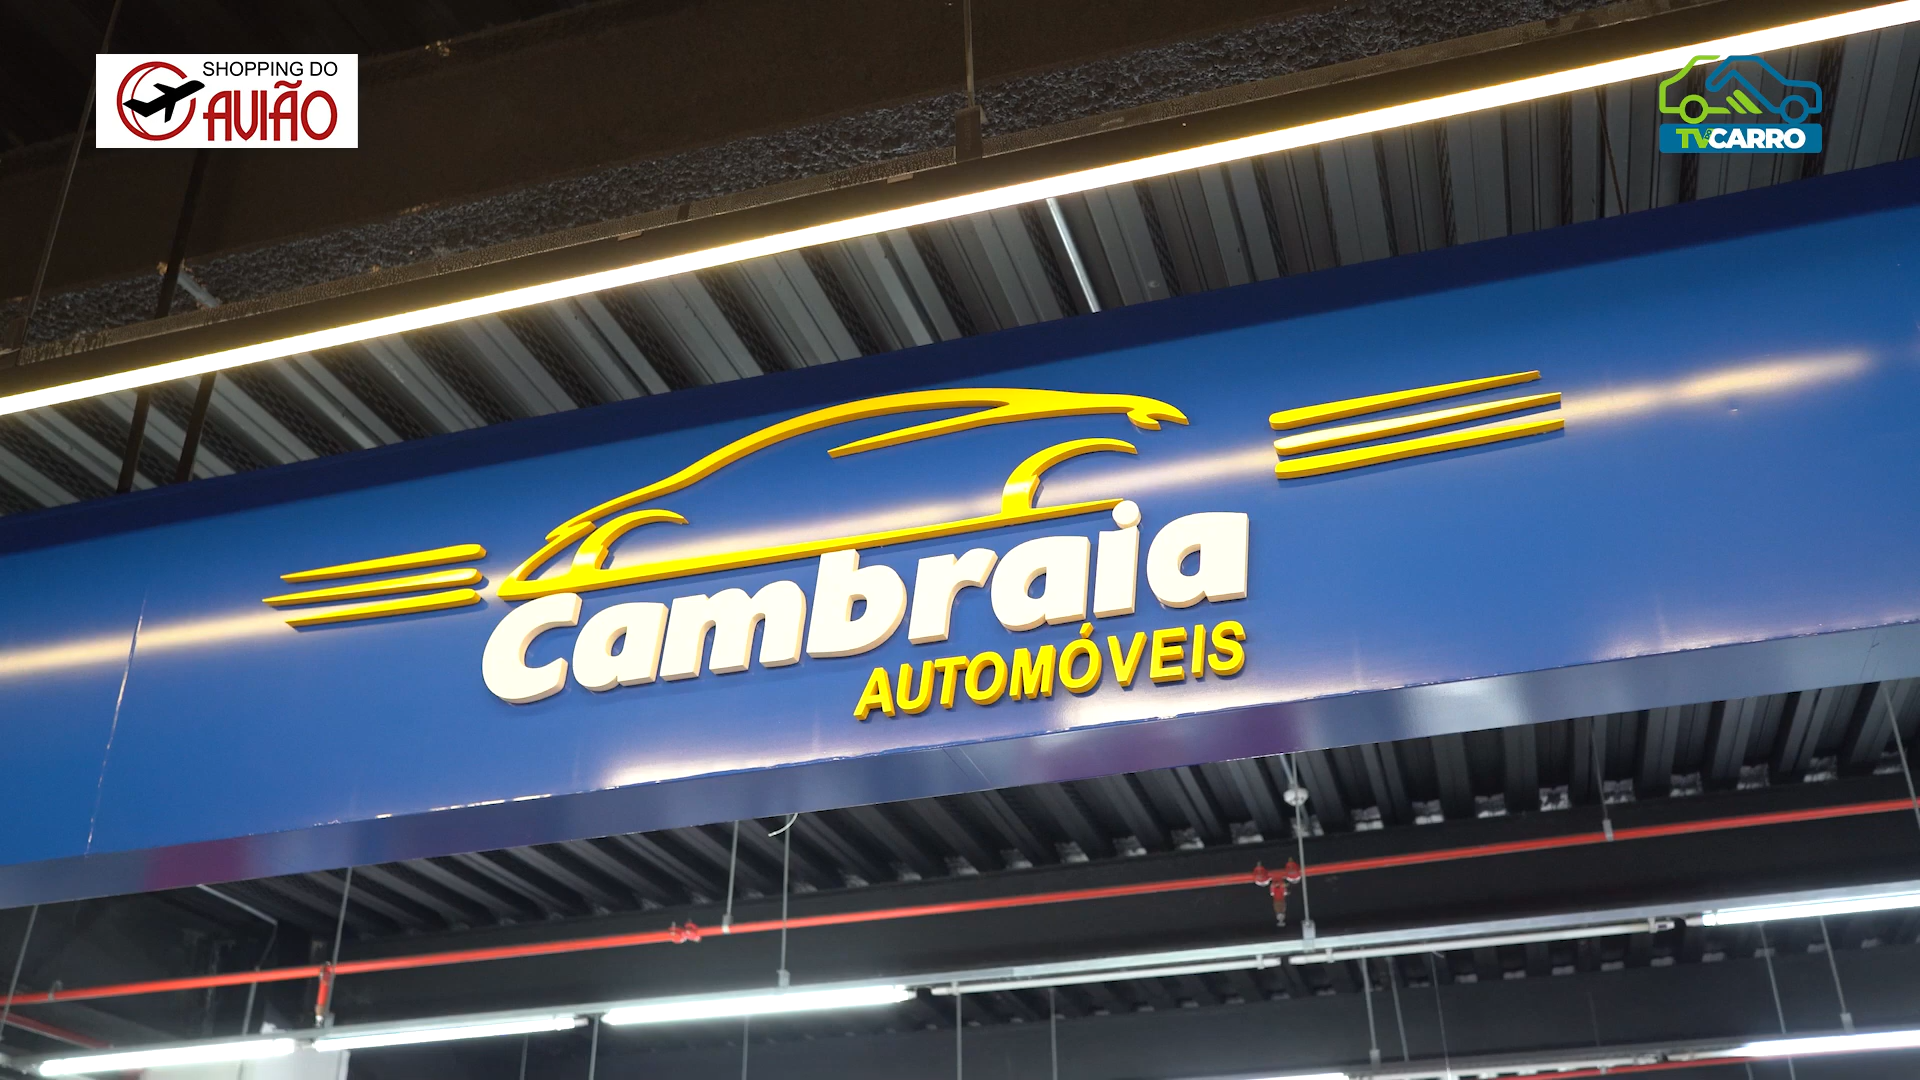 SHOPPING DO
AVIÃO
TV CARRO
Cambraia
AUTOMÓVEIS